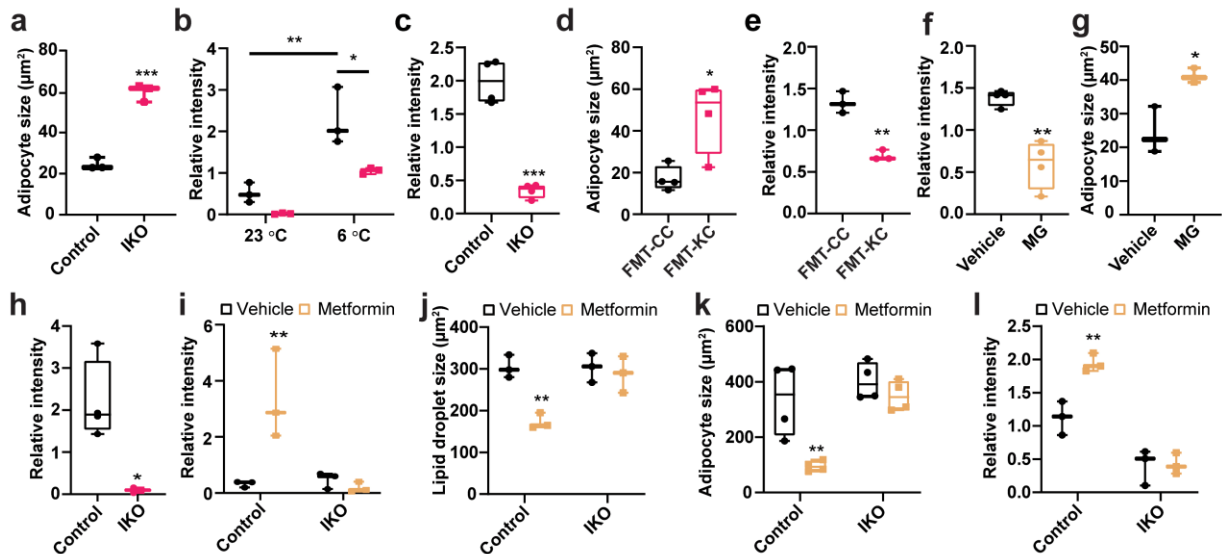 a
Adipocyte size (µm²)
80
60
40
20
0
***
Control
IKO
b
Relative intensity
4
3
2
1
0
**
*
23 °C
6 °C
c
Relative intensity
2.5
2.0
1.5
1.0
0.5
0.0
***
Control
IKO
d
Adipocyte size (µm²)
80
60
40
20
0
*
FMT-CC
FMT-KC
e
Relative intensity
2.0
1.5
1.0
0.5
0.0
**
FMT-CC
FMT-KC
f
Relative intensity
2.0
1.5
1.0
0.5
0.0
**
Vehicle
MG
g
Adipocyte size (µm²)
50
40
30
20
10
0
*
Vehicle
MG
h
Relative intensity
4
3
2
1
0
*
Control
IKO
i
Vehicle Metformin
Relative intensity
6
4
2
0
**
Control
IKO
j
Vehicle Metformin
Lipid droplet size (µm²)
400
300
200
100
0
**
Control
IKO
k
Vehicle Metformin
Adipocyte size (µm²)
600
400
200
0
**
Control
IKO
l
Vehicle Metformin
Relative intensity
2.5
2.0
1.5
1.0
0.5
0.0
**
Control
IKO